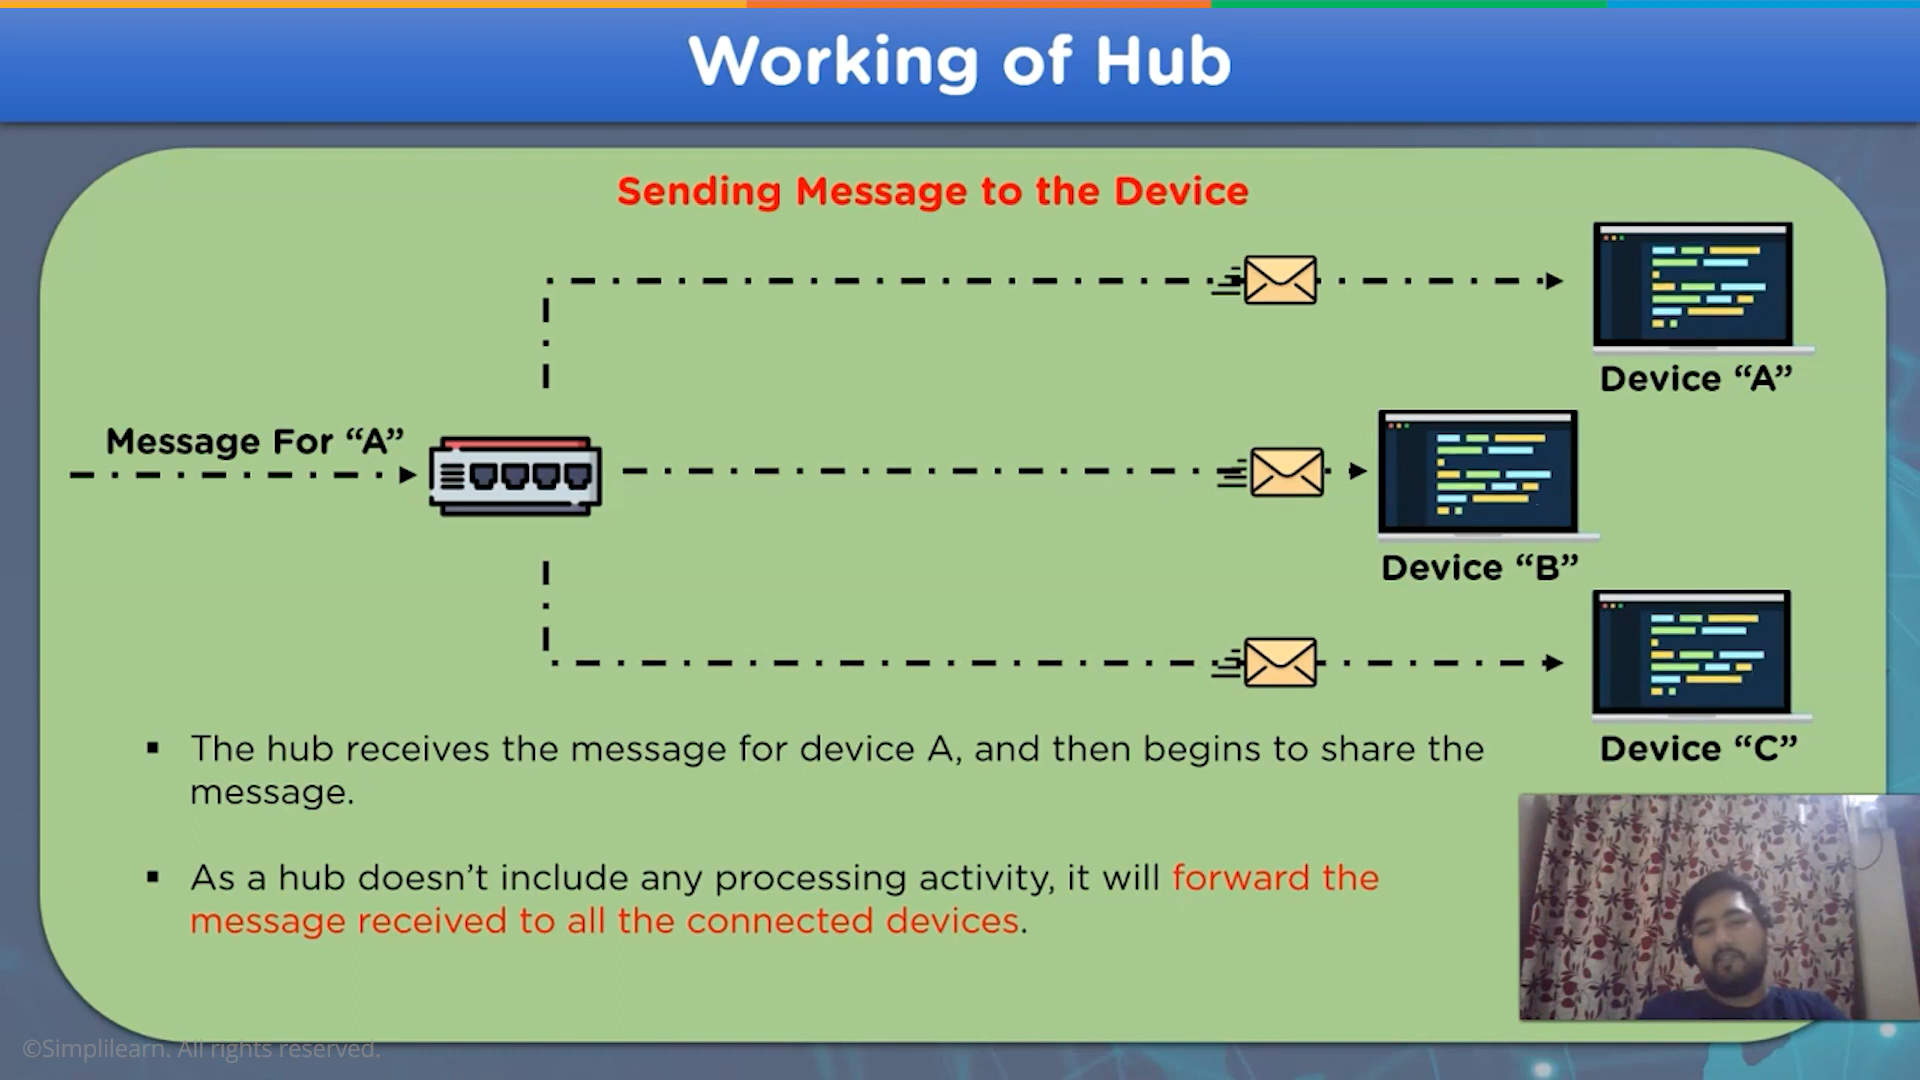 Working of Hub
Sending Message to the Device
Device “A”
Message For “A”
Device “B”
Device “C”
▪ The hub receives the message for device A, and then begins to share the
message.
▪ As a hub doesn’t include any processing activity, it will forward the
message received to all the connected devices.
©Simplilearn. All rights reserved.